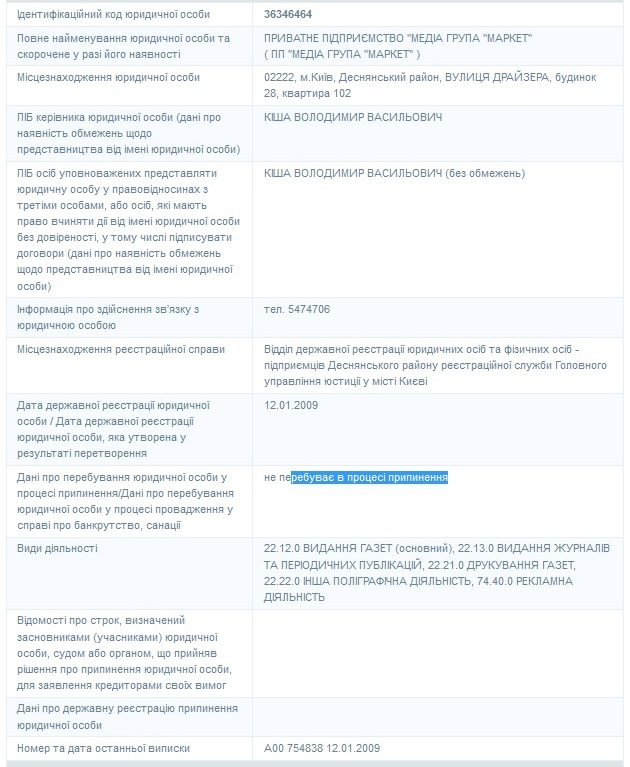 Ідентифікаційний код юридичної особи
36346464
Повне найменування юридичної особи та
скорочене у разі його наявності
ПРИВАТНЕ ПІДПРИЄМСТВО "МЕДІА ГРУПА "МАРКЕТ"
( ПП "МЕДІА ГРУПА "МАРКЕТ" )
Місцезнаходження юридичної особи
02222, м.Київ, Деснянський район, ВУЛИЦЯ ДРАЙЗЕРА, будинок
28, квартира 102
ПІБ керівника юридичної особи (дані про
наявність обмежень щодо
представництва від імені юридичної особи)
КІША ВОЛОДИМИР ВАСИЛЬОВИЧ
ПІБ осіб уповноважених представляти
юридичну особу у правовідносинах з
третіми особами, або осіб, які мають
право вчиняти дії від імені юридичної особи
без довіреності, у тому числі підписувати
договори (дані про наявність обмежень
щодо представництва від імені юридичної
особи)
КІША ВОЛОДИМИР ВАСИЛЬОВИЧ (без обмежень)
Інформація про здійснення зв'язку з
юридичною особою
тел. 5474706
Місцезнаходження реєстраційної справи
Відділ державної реєстрації юридичних осіб та фізичних осіб -
підприємців Деснянського району реєстраційної служби Головного
управління юстиції у місті Києві
Дата державної реєстрації юридичної
особи / Дата державної реєстрації
юридичної особи, яка утворена у
результаті перетворення
12.01.2009
Дані про перебування юридичної особи у
процесі припинення/Дані про перебування
юридичної особи у процесі провадження у
справі про банкрутство, санації
не перебуває в процесі припинення
Види діяльності
22.12.0 ВИДАННЯ ГАЗЕТ (основний), 22.13.0 ВИДАННЯ ЖУРНАЛІВ
ТА ПЕРІОДИЧНИХ ПУБЛІКАЦІЙ, 22.21.0 ДРУКУВАННЯ ГАЗЕТ,
22.22.0 ІНША ПОЛІГРАФІЧНА ДІЯЛЬНІСТЬ, 74.40.0 РЕКЛАМНА
ДІЯЛЬНІСТЬ
Відомості про строк, визначений
засновниками (учасниками) юридичної
особи, судом або органом, що прийняв
рішення про припинення юридичної особи,
для заявлення кредиторами своїх вимог
Дані про державну реєстрацію припинення
юридичної особи
Номер та дата останньої виписки
А00 754838 12.01.2009